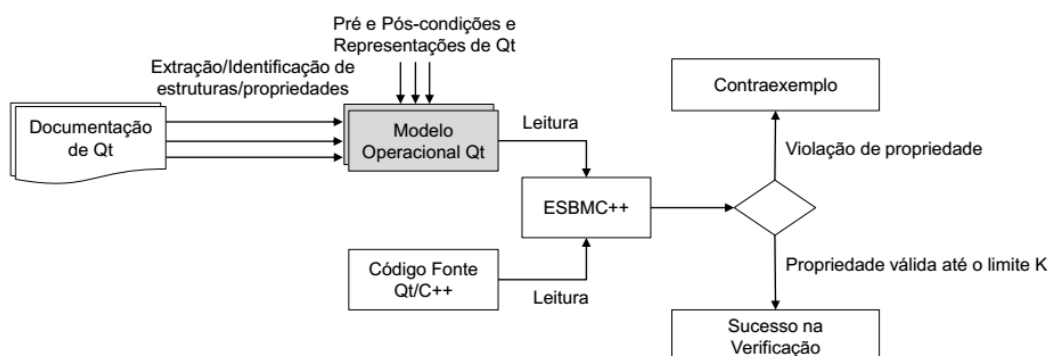 Pré e Pós-condições e
Representações de Qt
Extração/Identificação de
estruturas/propriedades
Documentação
de Qt
Modelo
Operacional Qt
Leitura
Contraexemplo
Violação de propriedade
ESBMC++
Código Fonte
Qt/C++
Leitura
Propriedade válida até o limite K
Sucesso na
Verificação